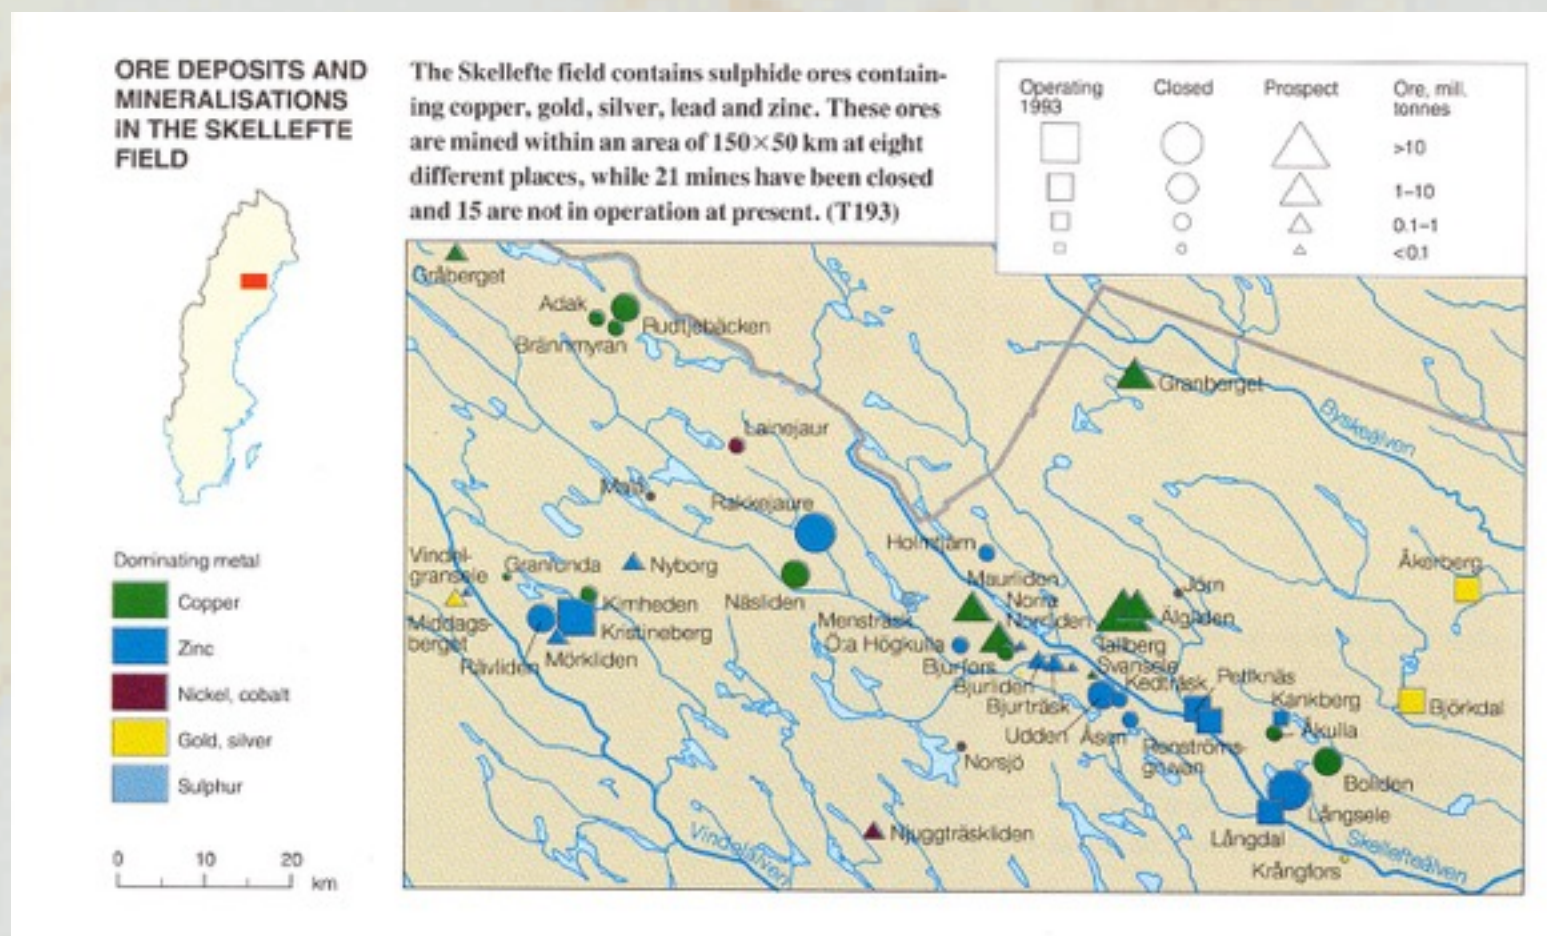 ORE DEPOSITS AND
MINERALISATIONS
IN THE SKELLEFTE
FIELD
The Skellefte field contains sulphide ores contain-
ing copper, gold, silver, lead and zinc. These ores
are mined within an area of 150×50 km at eight
different places, while 21 mines have been closed
and 15 are not in operation at present. (T193)
Operating
1993
Closed
Prospect
Ore, mill.
tonnes
>10
1–10
0.1–1
<0.1
Gråberget
Adak
Rudtjebäcken
Brännmyran
Granberget
Byskeälven
Lainejaur
Malå
Rakkejaure
Holmtjärn
Vindel-
gransele
Granlunda
Nyborg
Åkerberg
Mauriliden
Jörn
Kimheden
Näsliden
Norra
Middags-
berget
Kristineberg
Mensträsk
Norrliden
Älgliden
Rävliden
Mörkliden
Ö:a Högkulla
Tallberg
Bjurfors
Svansele
Bjurliden
Kedträsk
Petiknäs
Bjurträsk
Kankberg
Björkdal
Udden
Åsen
Renströms-
gruvan
Åkulla
Norsjö
Boliden
Långsele
Njuggträskliden
Långdal
Vindelälven
Skellefteälven
Krångfors
Dominating metal
Copper
Zinc
Nickel, cobalt
Gold, silver
Sulphur
0
10
20
km